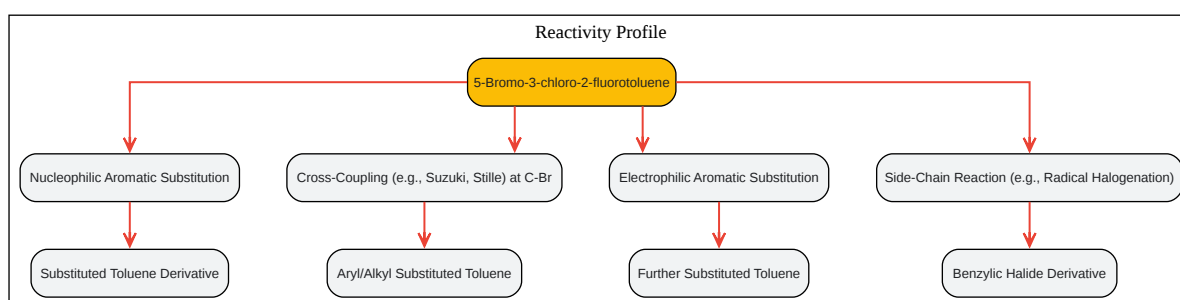 Reactivity Profile
5-Bromo-3-chloro-2-fluorotoluene
Nucleophilic Aromatic Substitution
Cross-Coupling (e.g., Suzuki, Stille) at C-Br
Electrophilic Aromatic Substitution
Side-Chain Reaction (e.g., Radical Halogenation)
Substituted Toluene Derivative
Aryl/Alkyl Substituted Toluene
Further Substituted Toluene
Benzylic Halide Derivative